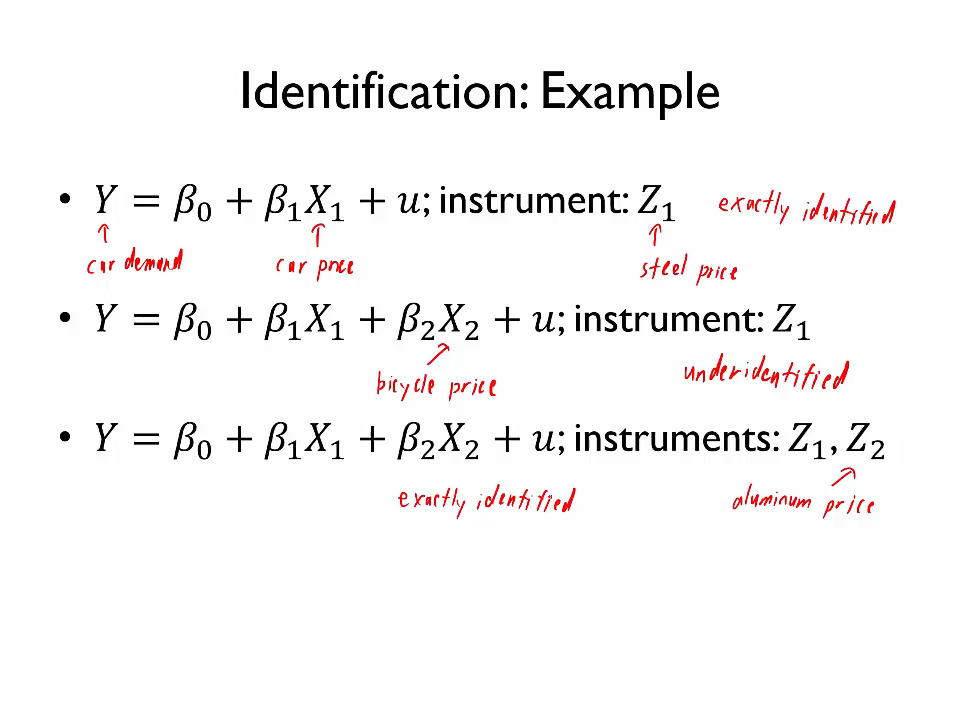 Identification: Example
• Y = β₀ + β₁X₁ + u; instrument: Z₁ exactly identified
car demand car price steel price
• Y = β₀ + β₁X₁ + β₂X₂ + u; instrument: Z₁
bicycle price underidentified
• Y = β₀ + β₁X₁ + β₂X₂ + u; instruments: Z₁, Z₂
exactly identified aluminum price